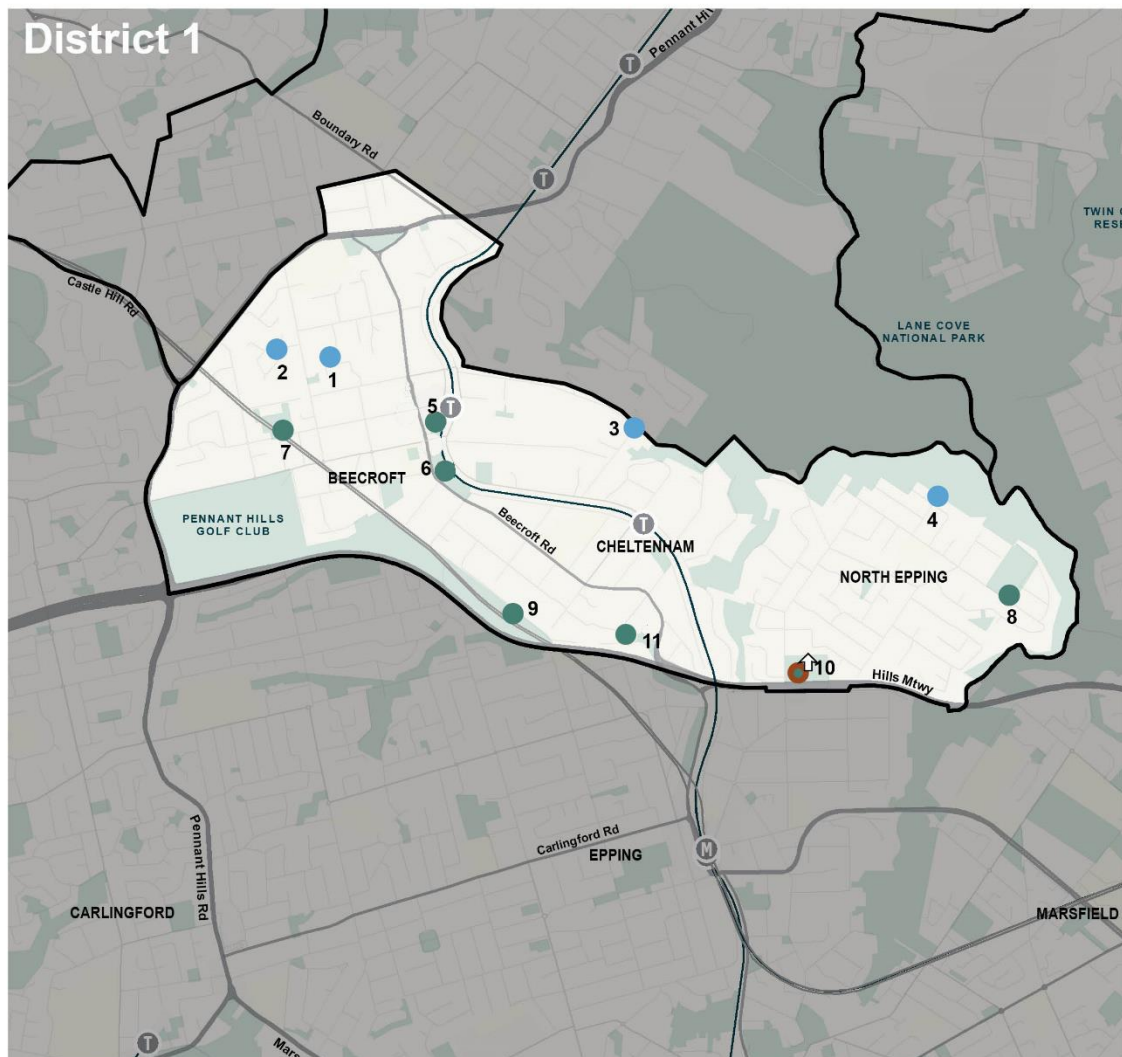 District 1
T
Pennant Hi
Boundary Rd
T
TWIN
RES
Castle Hill Rd
LANE COVE
NATIONAL PARK
2
1
5
T
3
7
6
BEECROFT
4
PENNANT HILLS
GOLF CLUB
Beecroft Rd
T
CHELTENHAM
NORTH EPPING
8
9
11
10
Hills Mtwy
Pennant Hills Rd
Carlingford Rd
EPPING
M
CARLINGFORD
MARSFIELD
T
Mars